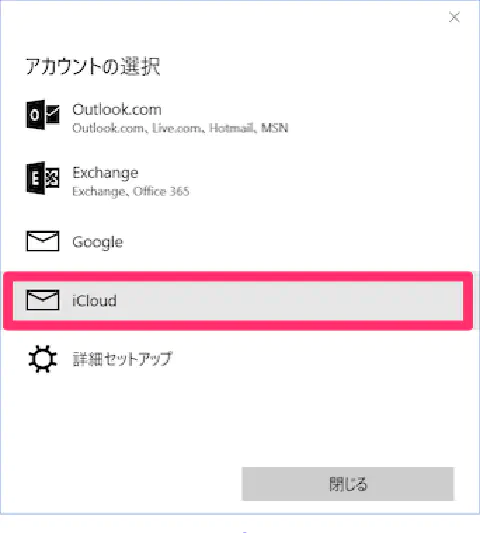 アカウントの選択
Outlook.com
Outlook.com、Live.com、Hotmail、MSN
Exchange
Exchange、Office 365
Google
iCloud
詳細セットアップ
閉じる